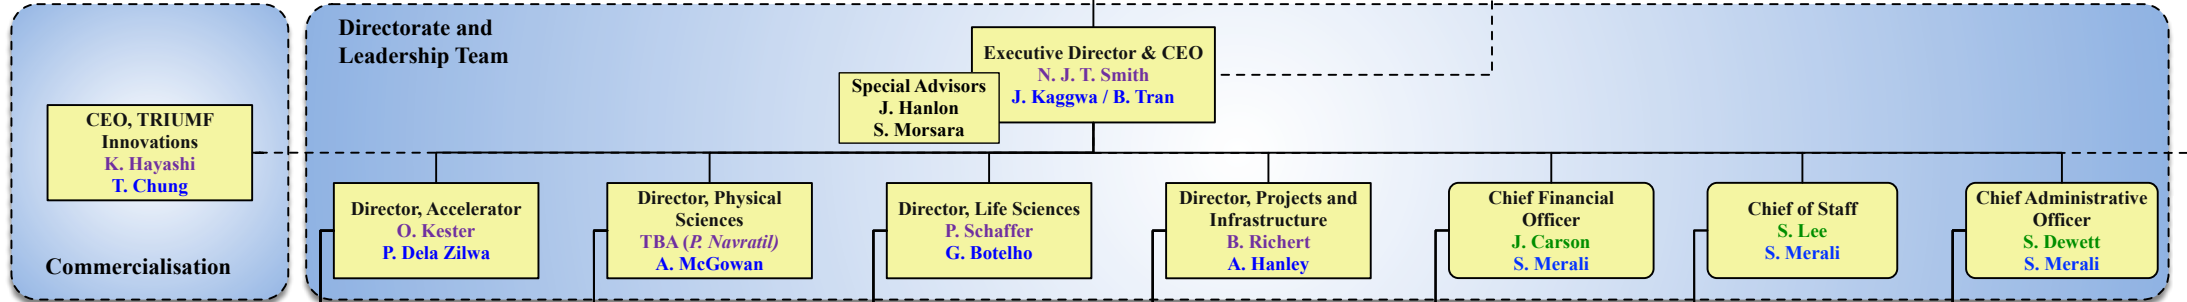 Directorate and
Leadership Team
Executive Director & CEO
N. J. T. Smith
J. Kaggwa / B. Tran
Special Advisors
J. Hanlon
S. Morsara
CEO, TRIUMF
Innovations
K. Hayashi
T. Chung
Commercialisation
Director, Accelerator
O. Kester
P. Dela Zilwa
Director, Physical
Sciences
TBA (P. Navratil)
A. McGowan
Director, Life Sciences
P. Schaffer
G. Botelho
Director, Projects and
Infrastructure
B. Richert
A. Hanley
Chief Financial
Officer
J. Carson
S. Merali
Chief of Staff
S. Lee
S. Merali
Chief Administrative
Officer
S. Dewett
S. Merali